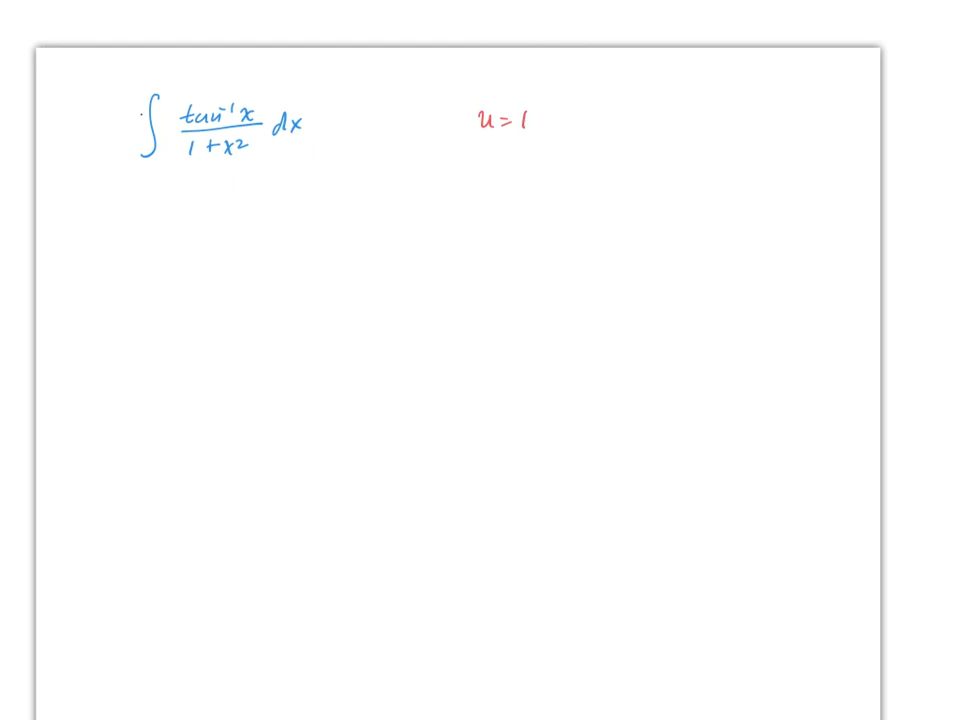 ∫ tan⁻¹x / 1 + x² dx
u = 1